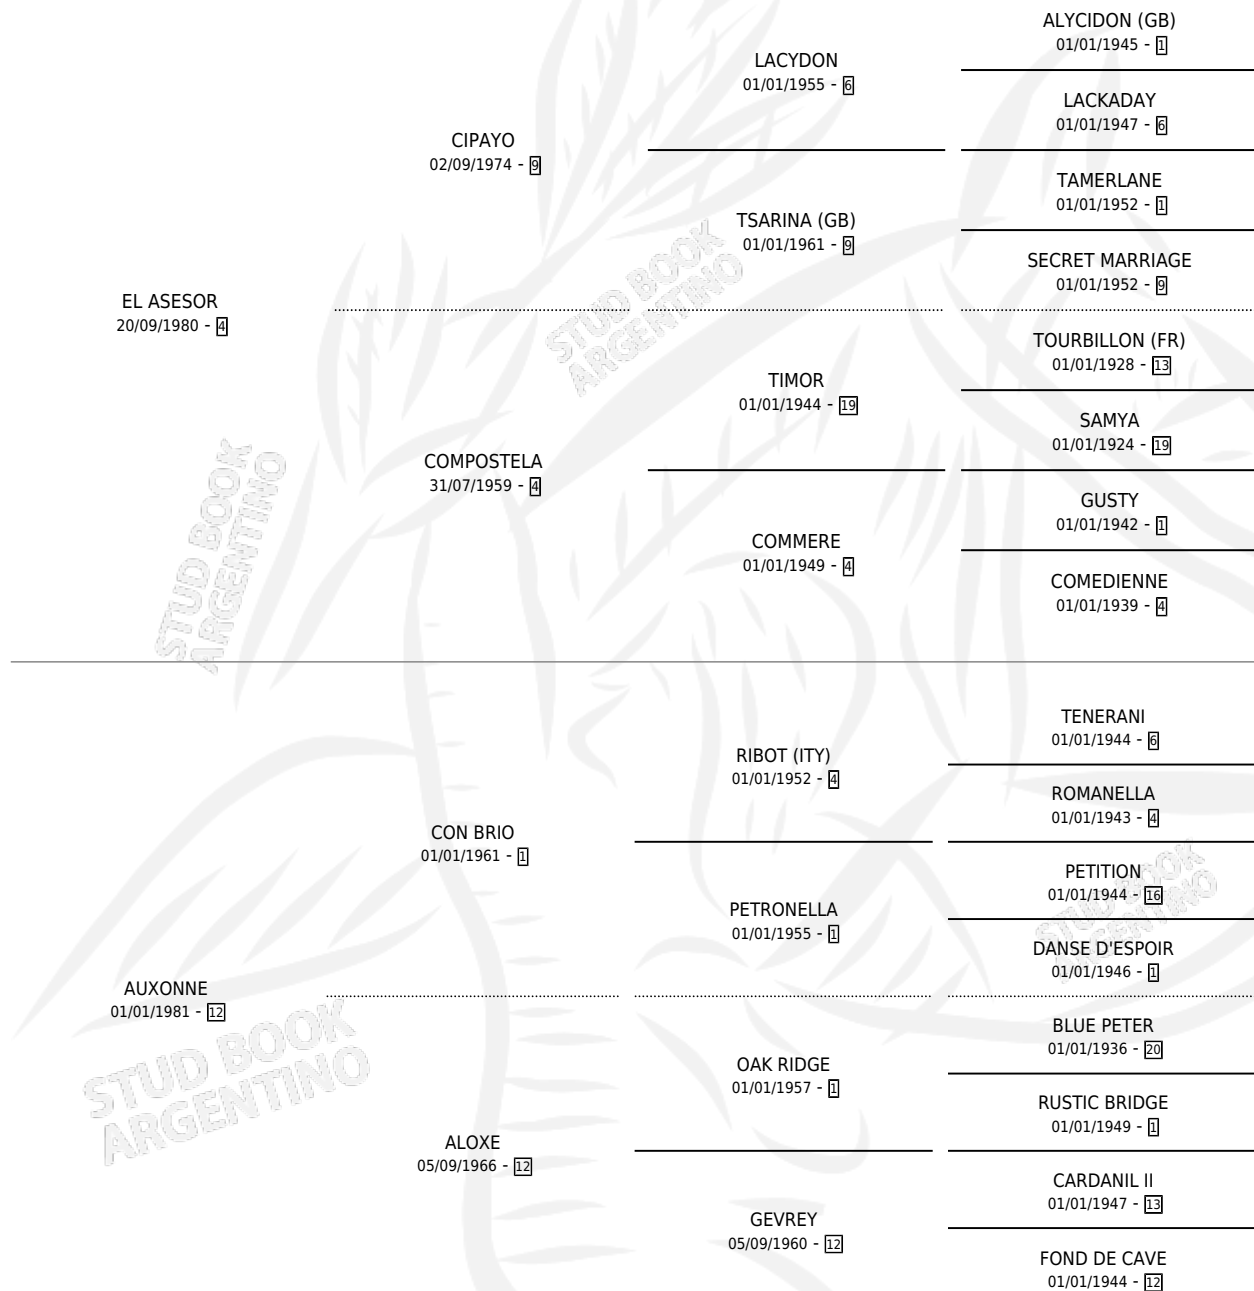 ALYCIDON (GB)
01/01/1945 - 1
LACYDON
01/01/1955 - 6
LACKADAY
01/01/1947 - 6
CIPAYO
02/09/1974 - 9
TAMERLANE
01/01/1952 - 1
TSARINA (GB)
01/01/1961 - 9
SECRET MARRIAGE
01/01/1952 - 9
EL ASESOR
20/09/1980 - 4
STUD BOOK
ARGENTINO
TOURBILLON (FR)
01/01/1928 - 13
TIMOR
01/01/1944 - 19
SAMYA
01/01/1924 - 19
COMPOSTELA
31/07/1959 - 4
GUSTY
01/01/1942 - 1
COMMERE
01/01/1949 - 4
COMEDIENNE
01/01/1939 - 4
STUD BOOK
ARGENTINO
TENERANI
01/01/1944 - 6
RIBOT (ITY)
01/01/1952 - 4
ROMANELLA
01/01/1943 - 4
CON BRIO
01/01/1961 - 1
PETITION
01/01/1944 - 16
PETRONELLA
01/01/1955 - 1
STUD BOOK
ARGENTINO
DANSE D'ESPOIR
01/01/1946 - 1
AUXONNE
01/01/1981 - 12
STUD BOOK
ARGENTINO
BLUE PETER
01/01/1936 - 20
OAK RIDGE
01/01/1957 - 1
RUSTIC BRIDGE
01/01/1949 - 1
ALOXE
05/09/1966 - 12
CARDANIL II
01/01/1947 - 13
GEVREY
05/09/1960 - 12
FOND DE CAVE
01/01/1944 - 12